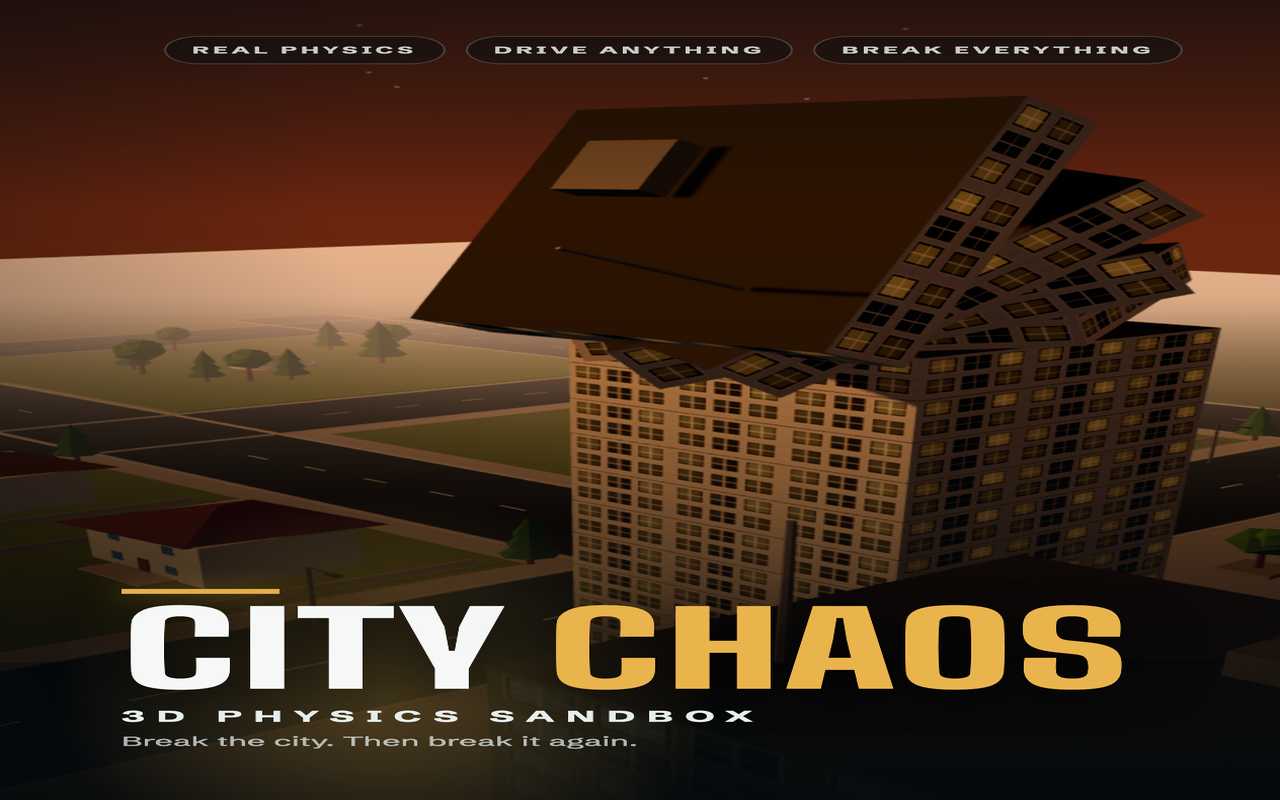 REAL PHYSICS
DRIVE ANYTHING
BREAK EVERYTHING
CITY CHAOS
3D PHYSICS SANDBOX
Break the city. Then break it again.